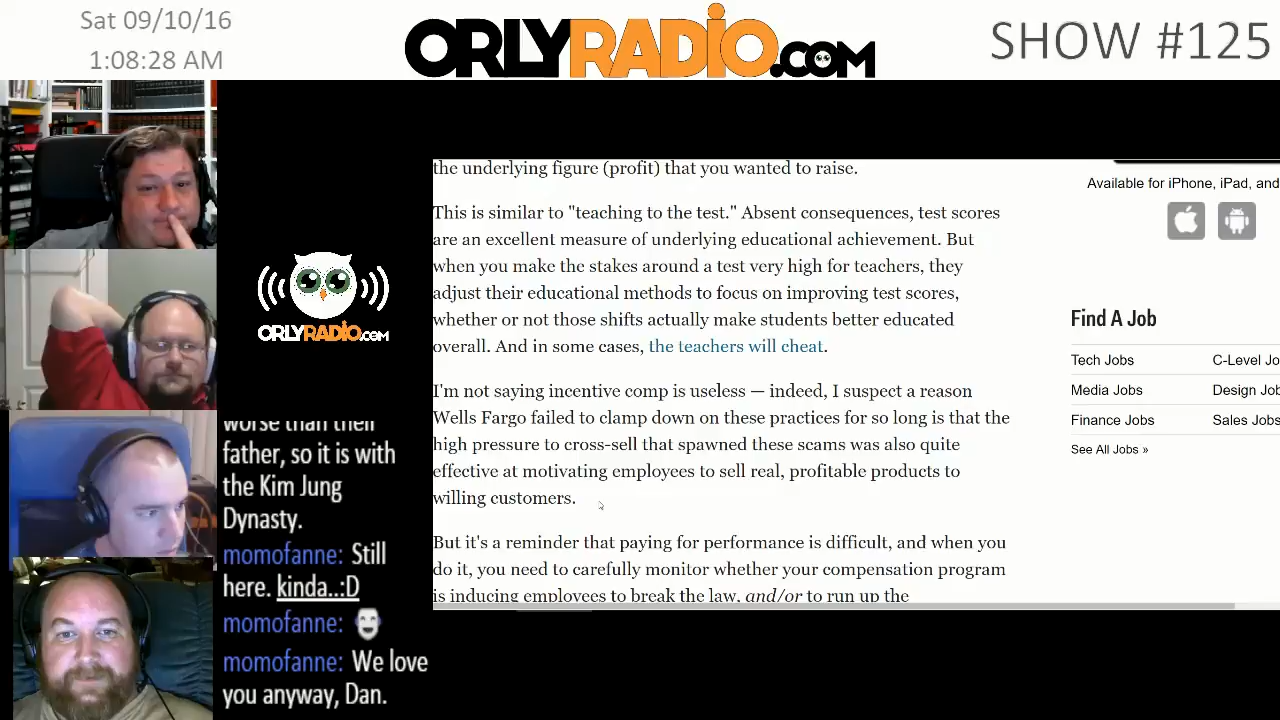 Sat 09/10/16
1:08:28 AM
ORLYRADIO.COM
SHOW #125
ORLYRADIO.COM
worse than their
father, so it is with
the Kim Jung
Dynasty.
momofanne: Still
here. kinda..:D
momofanne:
momofanne: We love
you anyway, Dan.
the underlying figure (profit) that you wanted to raise.
This is similar to "teaching to the test." Absent consequences, test scores
are an excellent measure of underlying educational achievement. But
when you make the stakes around a test very high for teachers, they
adjust their educational methods to focus on improving test scores,
whether or not those shifts actually make students better educated
overall. And in some cases, the teachers will cheat.
I'm not saying incentive comp is useless — indeed, I suspect a reason
Wells Fargo failed to clamp down on these practices for so long is that the
high pressure to cross-sell that spawned these scams was also quite
effective at motivating employees to sell real, profitable products to
willing customers.
But it's a reminder that paying for performance is difficult, and when you
do it, you need to carefully monitor whether your compensation program
is inducing employees to break the law, and/or to run up the
Available for iPhone, iPad, and
Find A Job
Tech Jobs C-Level Jo
Media Jobs Design Job
Finance Jobs Sales Jobs
See All Jobs »